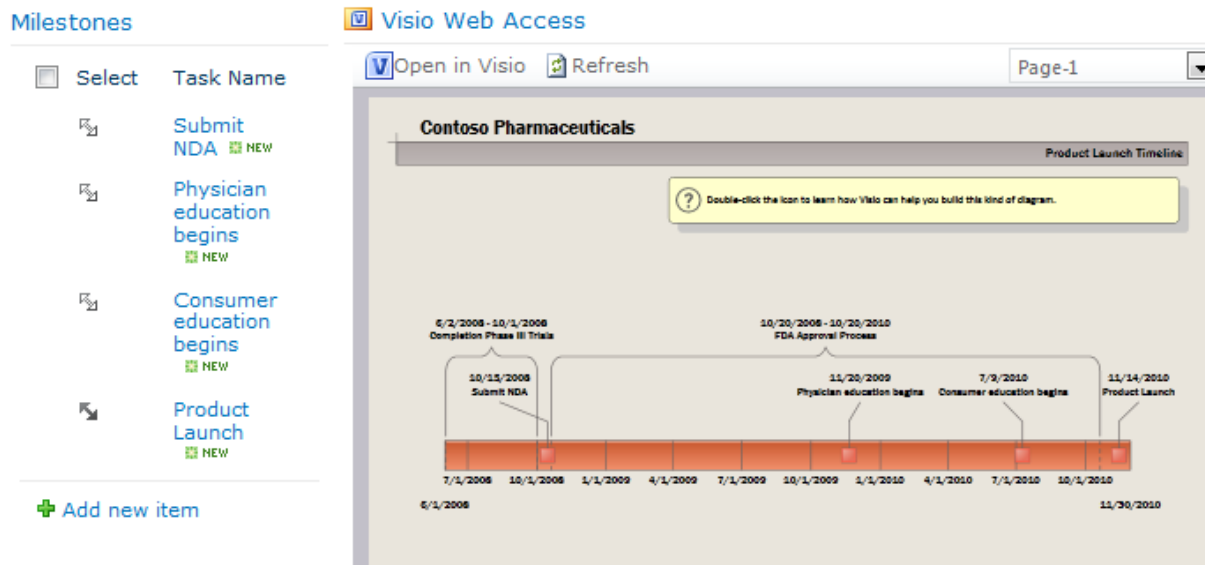 Milestones
Select Task Name
Submit
NDA NEW
Physician
education
begins
NEW
Consumer
education
begins
NEW
Product
Launch
NEW
Add new item
Visio Web Access
Open in Visio Refresh
Page-1
Contoso Pharmaceuticals
Product Launch Timeline
? Double-click the icon to learn how Visio can help you build this kind of diagram.
6/2/2008 - 10/1/2008
Completion Phase III Trials
10/20/2008 - 10/20/2010
FDA Approval Process
10/15/2008
Submit NDA
11/20/2009
Physician education begins
7/9/2010
Consumer education begins
11/14/2010
Product Launch
7/1/2008 10/1/2008 1/1/2009 4/1/2009 7/1/2009 10/1/2009 1/1/2010 4/1/2010 7/1/2010 10/1/2010
6/1/2008 11/30/2010